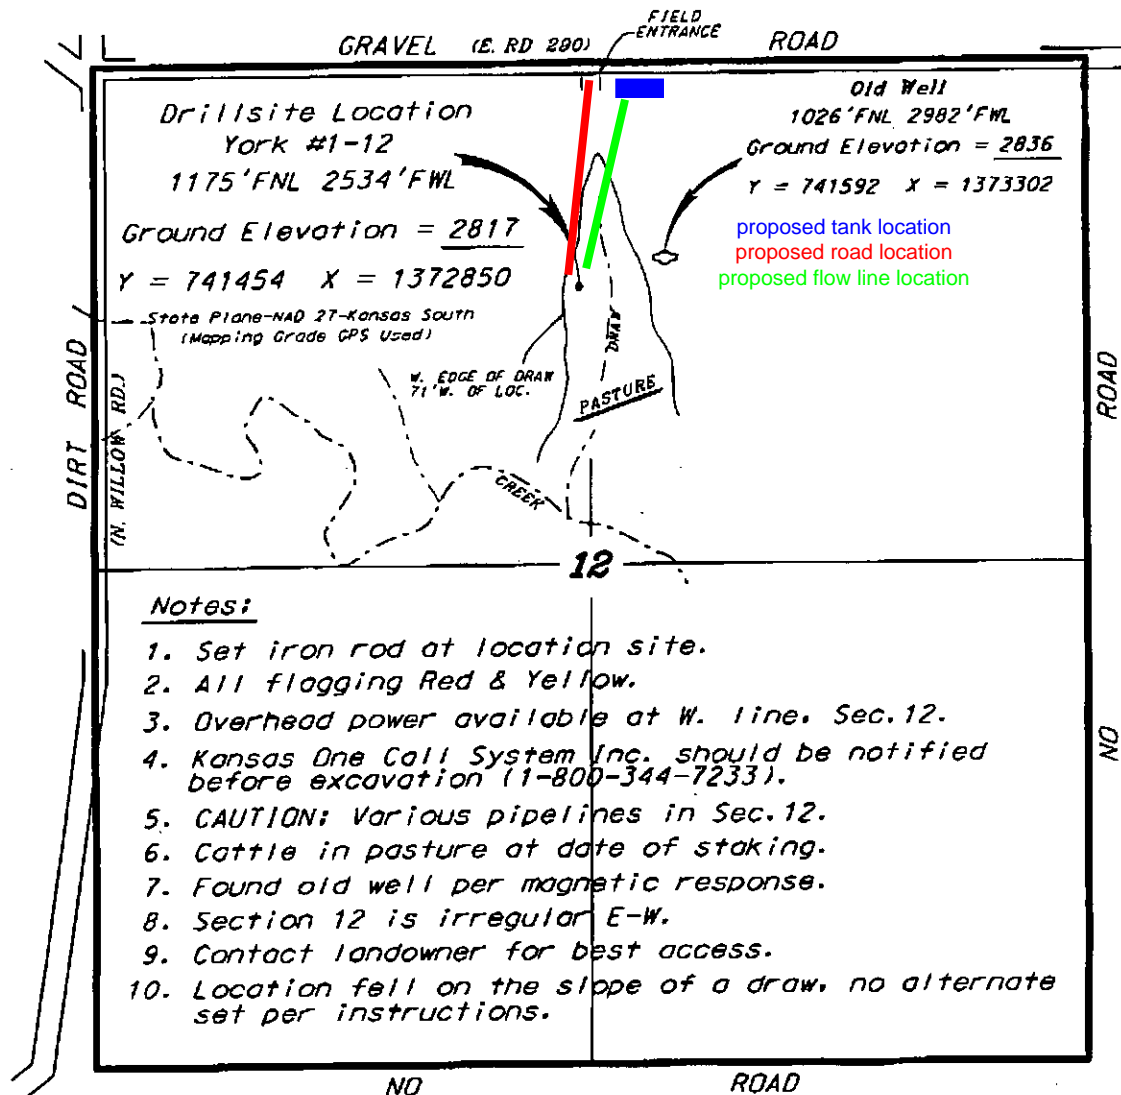 FIELD
ENTRANCE
GRAVEL (E. RD 290) ROAD
Drillsite Location
York #1-12
1175'FNL 2534'FWL
Ground Elevation = 2817
Y = 741454 X = 1372850
State Plane-NAD 27-Kansas South
(Mapping Grade GPS Used)
Old Well
1026'FNL 2982'FWL
Ground Elevation = 2836
Y = 741592 X = 1373302
proposed tank location
proposed road location
proposed flow line location
W. EDGE OF DRAW
71'W. OF LOC.
DRAW
PASTURE
CREEK
DIRT ROAD
(N. WILLOW RD.)
NO ROAD
12
Notes:
1. Set iron rod at location site.
2. All flagging Red & Yellow.
3. Overhead power available at W. line. Sec.12.
4. Kansas One Call System Inc. should be notified
before excavation (1-800-344-7233).
5. CAUTION: Various pipelines in Sec.12.
6. Cattle in pasture at date of staking.
7. Found old well per magnetic response.
8. Section 12 is irregular E-W.
9. Contact landowner for best access.
10. Location fell on the slope of a draw, no alternate
set per instructions.
NO ROAD